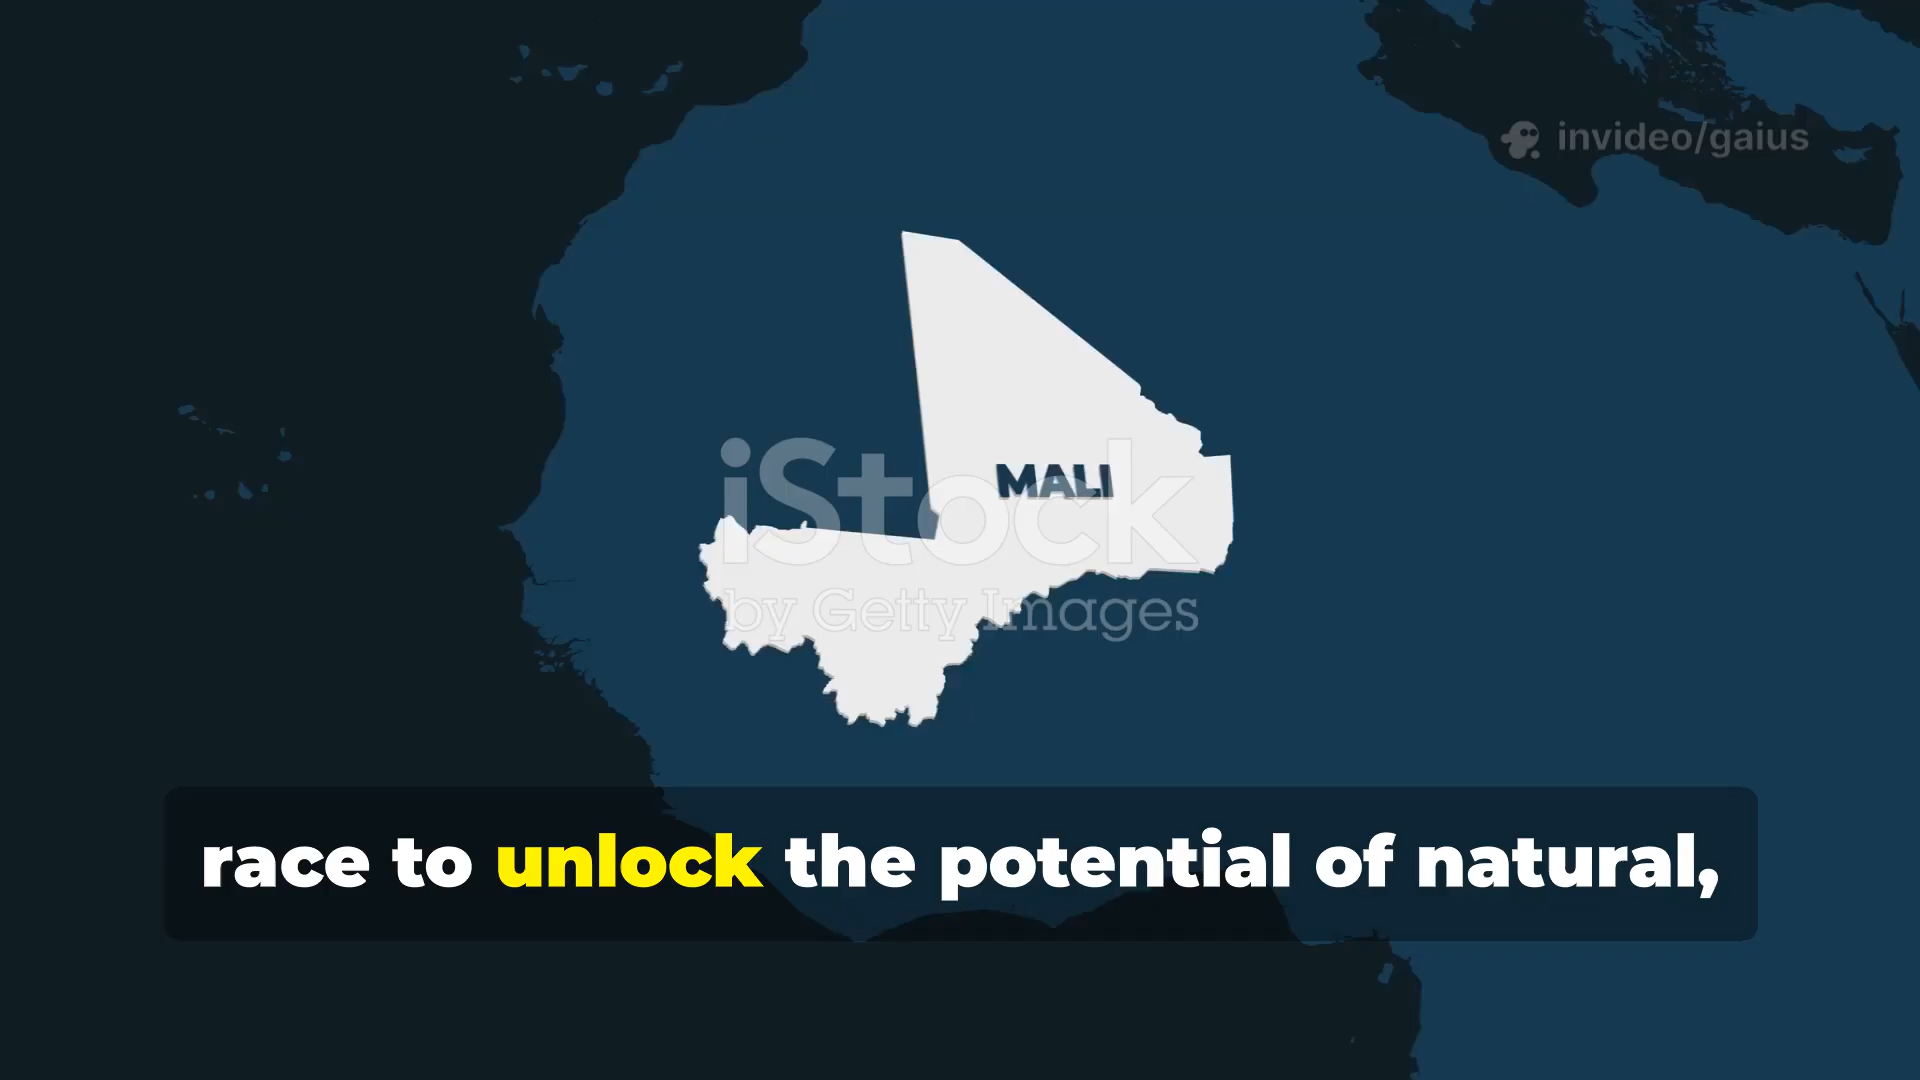 invideo/gaius
MALI
iStock
by Getty Images
race to unlock the potential of natural,